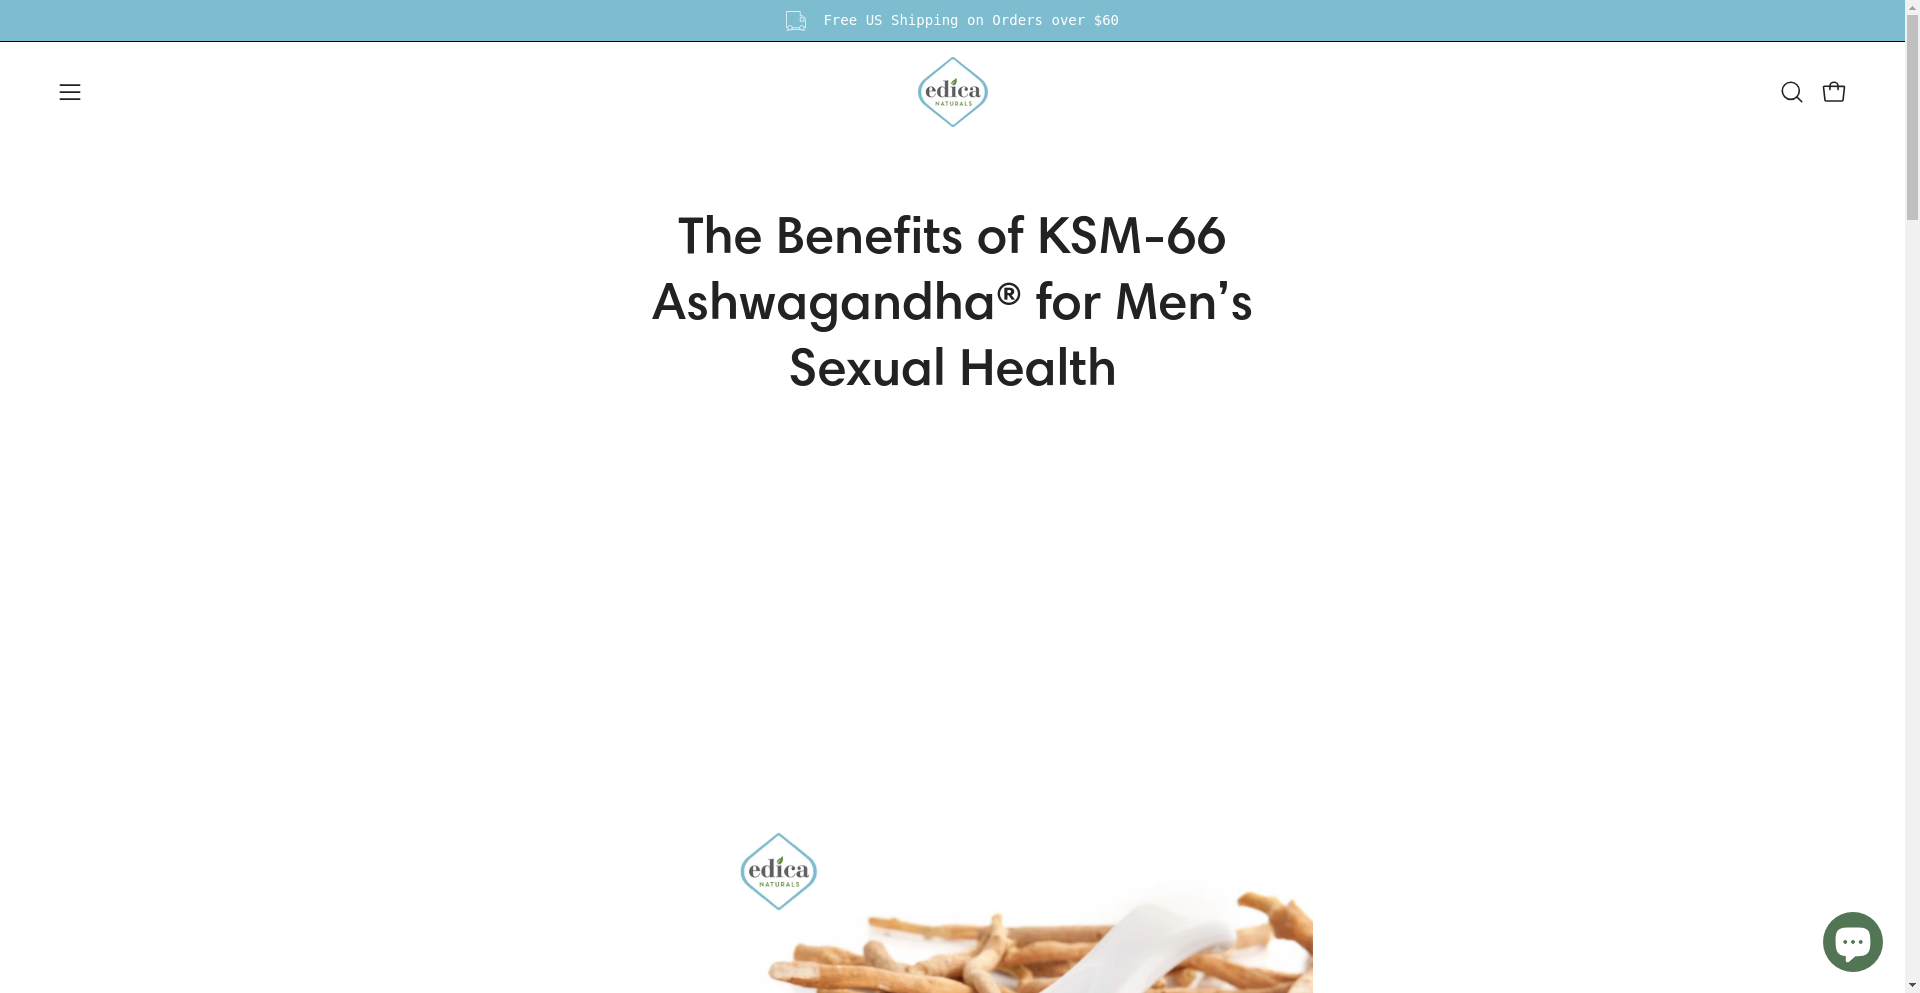 Free US Shipping on Orders over $60
edica
NATURALS
The Benefits of KSM-66
Ashwagandha® for Men’s
Sexual Health
edica
NATURALS